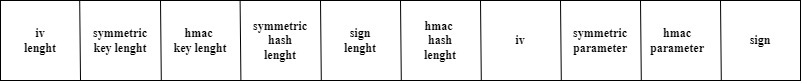 iv
lenght
symmetric
key lenght
hmac
key lenght
symmetric
hash
lenght
sign
lenght
hmac
hash
lenght
iv
symmetric
parameter
hmac
parameter
sign